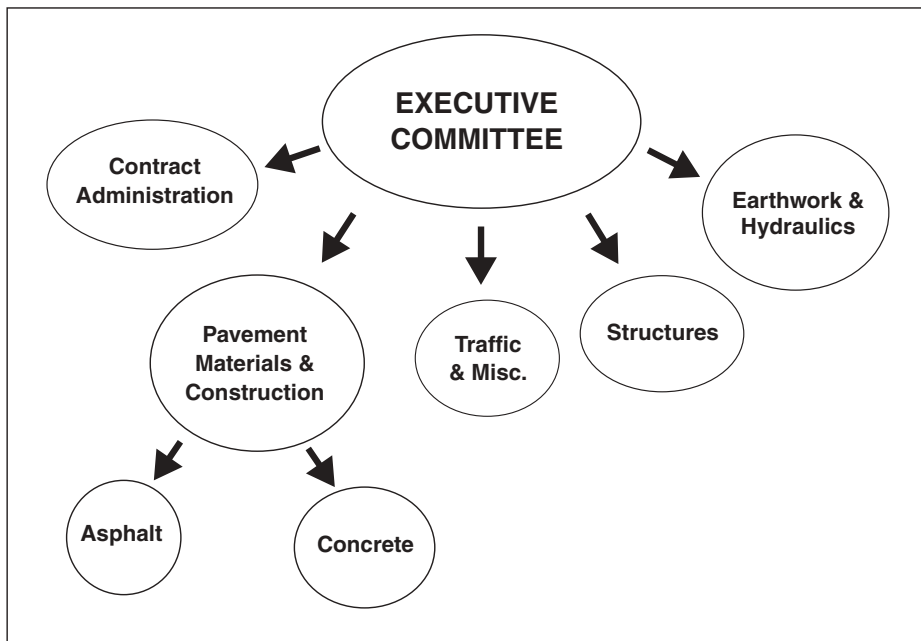 EXECUTIVE
COMMITTEE
Contract
Administration
Earthwork &
Hydraulics
Pavement
Materials &
Construction
Traffic
& Misc.
Structures
Asphalt
Concrete